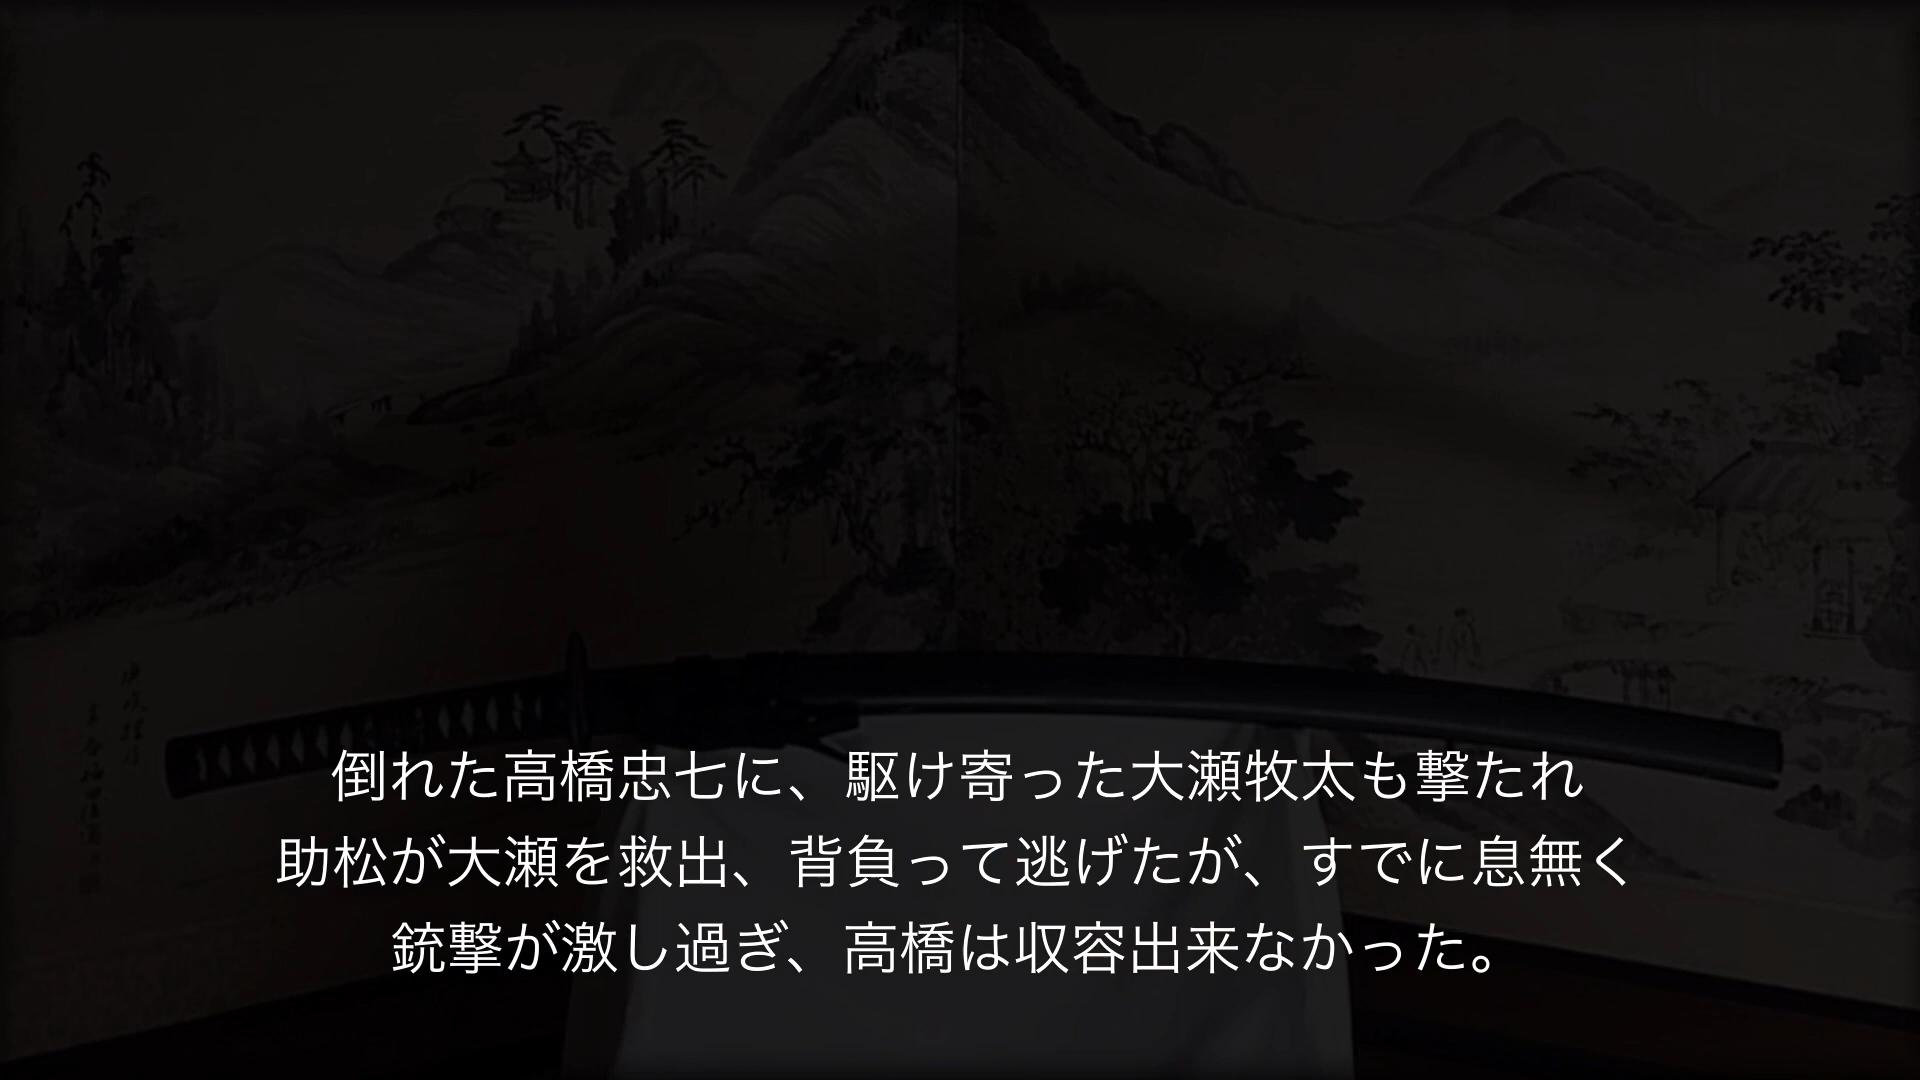 倒れた高橋忠七に、駆け寄った大瀬牧太も撃たれ
助松が大瀬を救出、背負って逃げたが、すでに息無く
銃撃が激し過ぎ、高橋は収容出来なかった。